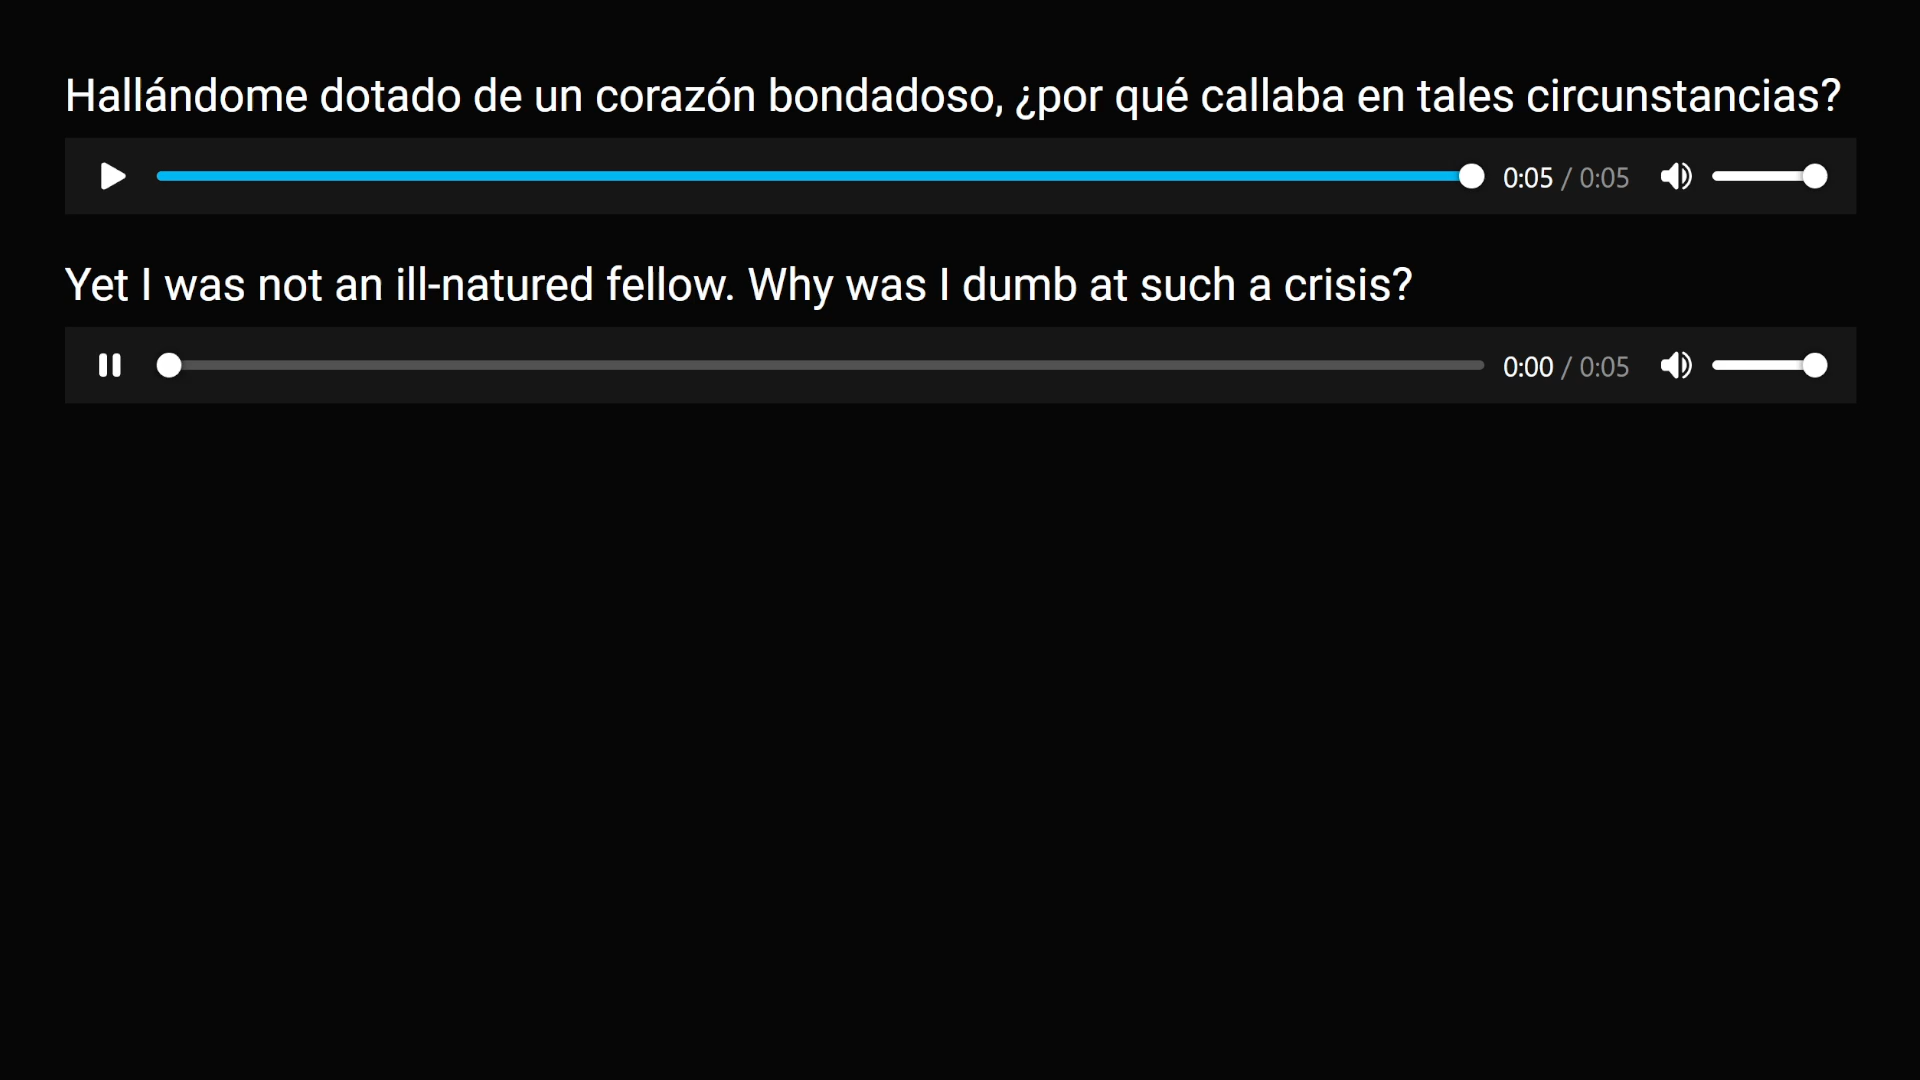 Hallándome dotado de un corazón bondadoso, ¿por qué callaba en tales circunstancias?
0:05 / 0:05
Yet I was not an ill-natured fellow. Why was I dumb at such a crisis?
0:00 / 0:05